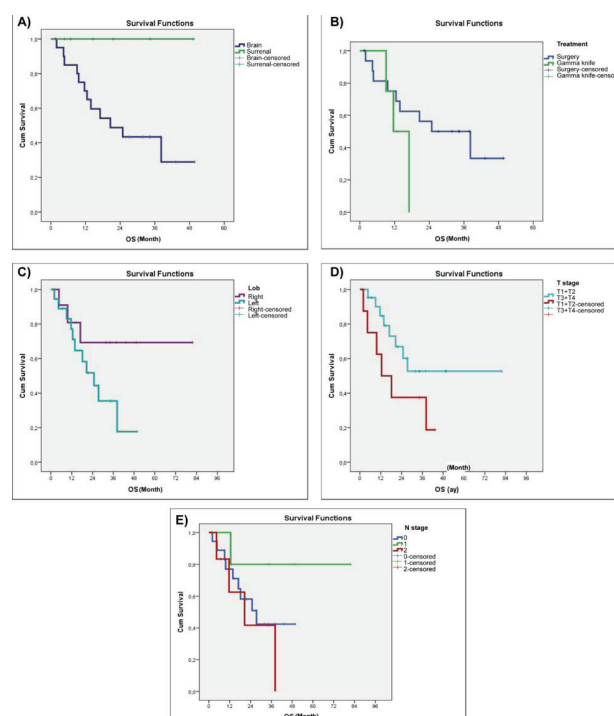 A)
Survival Functions
Brain
Surrenal
Brain-censored
Surrenal-censored
Cum Survival
1,0
0,8
0,6
0,4
0,2
0,0
0 12 24 36 48 60
OS (Month)
B)
Survival Functions
Treatment
Surgery
Gamma knife
Surgery-censored
Gamma knife-censo
Cum Survival
1,0
0,8
0,6
0,4
0,2
0,0
0 12 24 36 48 60
OS (Month)
C)
Survival Functions
Lob
Right
Left
Right-censored
Left-censored
Cum Survival
1,0
0,8
0,6
0,4
0,2
0,0
0 12 24 36 48 60 72 84 96
OS (Month)
D)
Survival Functions
T stage
T1+T2
T3+T4
T1+T2-censored
T3+T4-censored
Cum Survival
1,0
0,8
0,6
0,4
0,2
0,0
0 12 24 36 48 60 72 84 96
(Month)
OS (ay)
E)
Survival Functions
N stage
0
1
2
0-censored
1-censored
2-censored
Cum Survival
1,0
0,8
0,6
0,4
0,2
0,0
0 12 24 36 48 60 72 84 96
OS (Month)